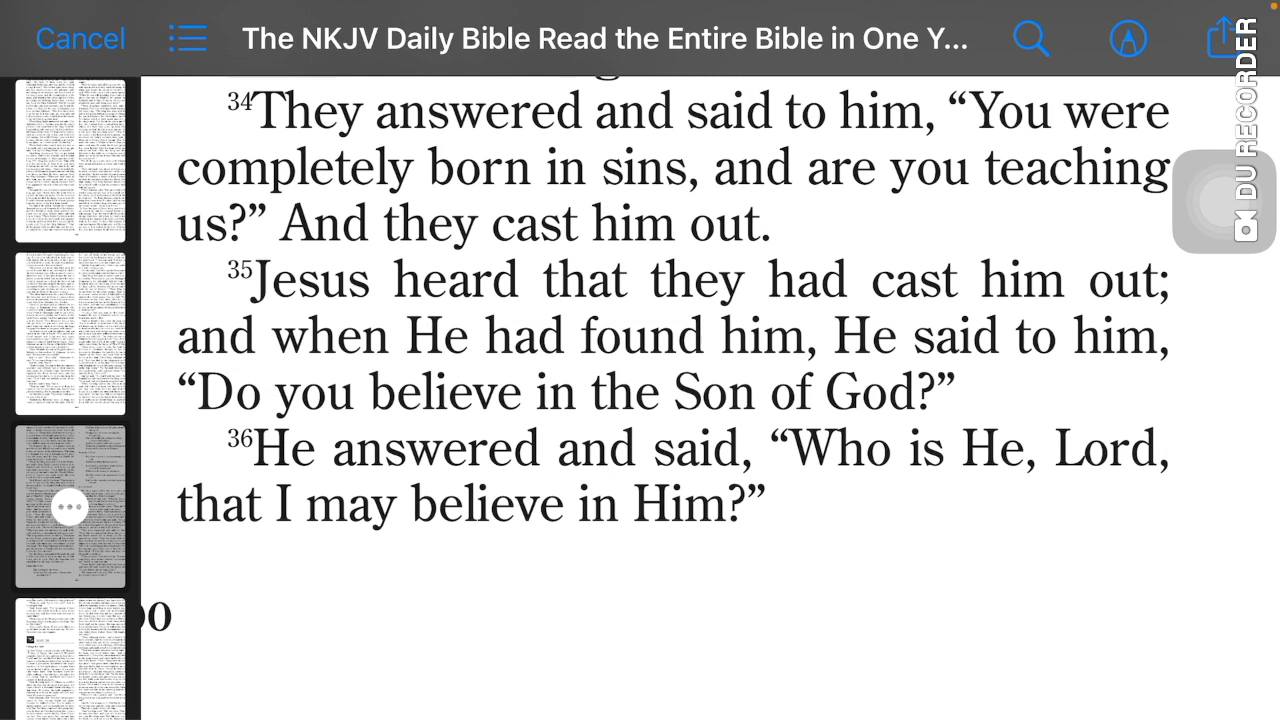 Cancel
The NKJV Daily Bible Read the Entire Bible in One Y...
DU RECORDER
34They answered and said to him, “You were
completely born in sins, and are you teaching
us?” And they cast him out.
35Jesus heard that they had cast him out;
and when He had found him, He said to him,
“Do you believe in the Son of God?”
36He answered and said, “Who is He, Lord,
that I may believe in Him?”
00